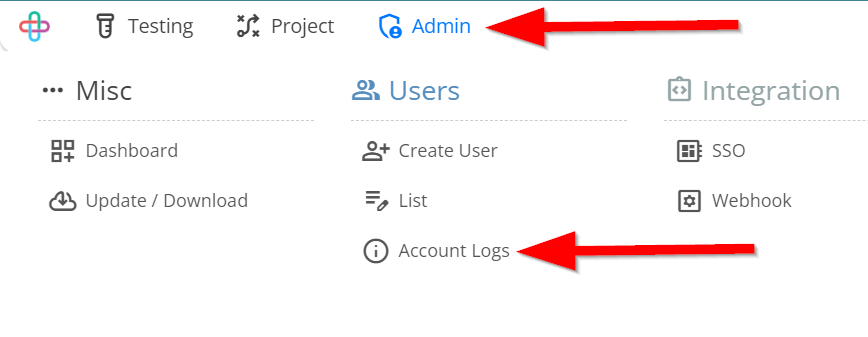 Testing Project Admin
Misc
Dashboard
Update / Download
Users
Create User
List
Account Logs
Integration
SSO
Webhook